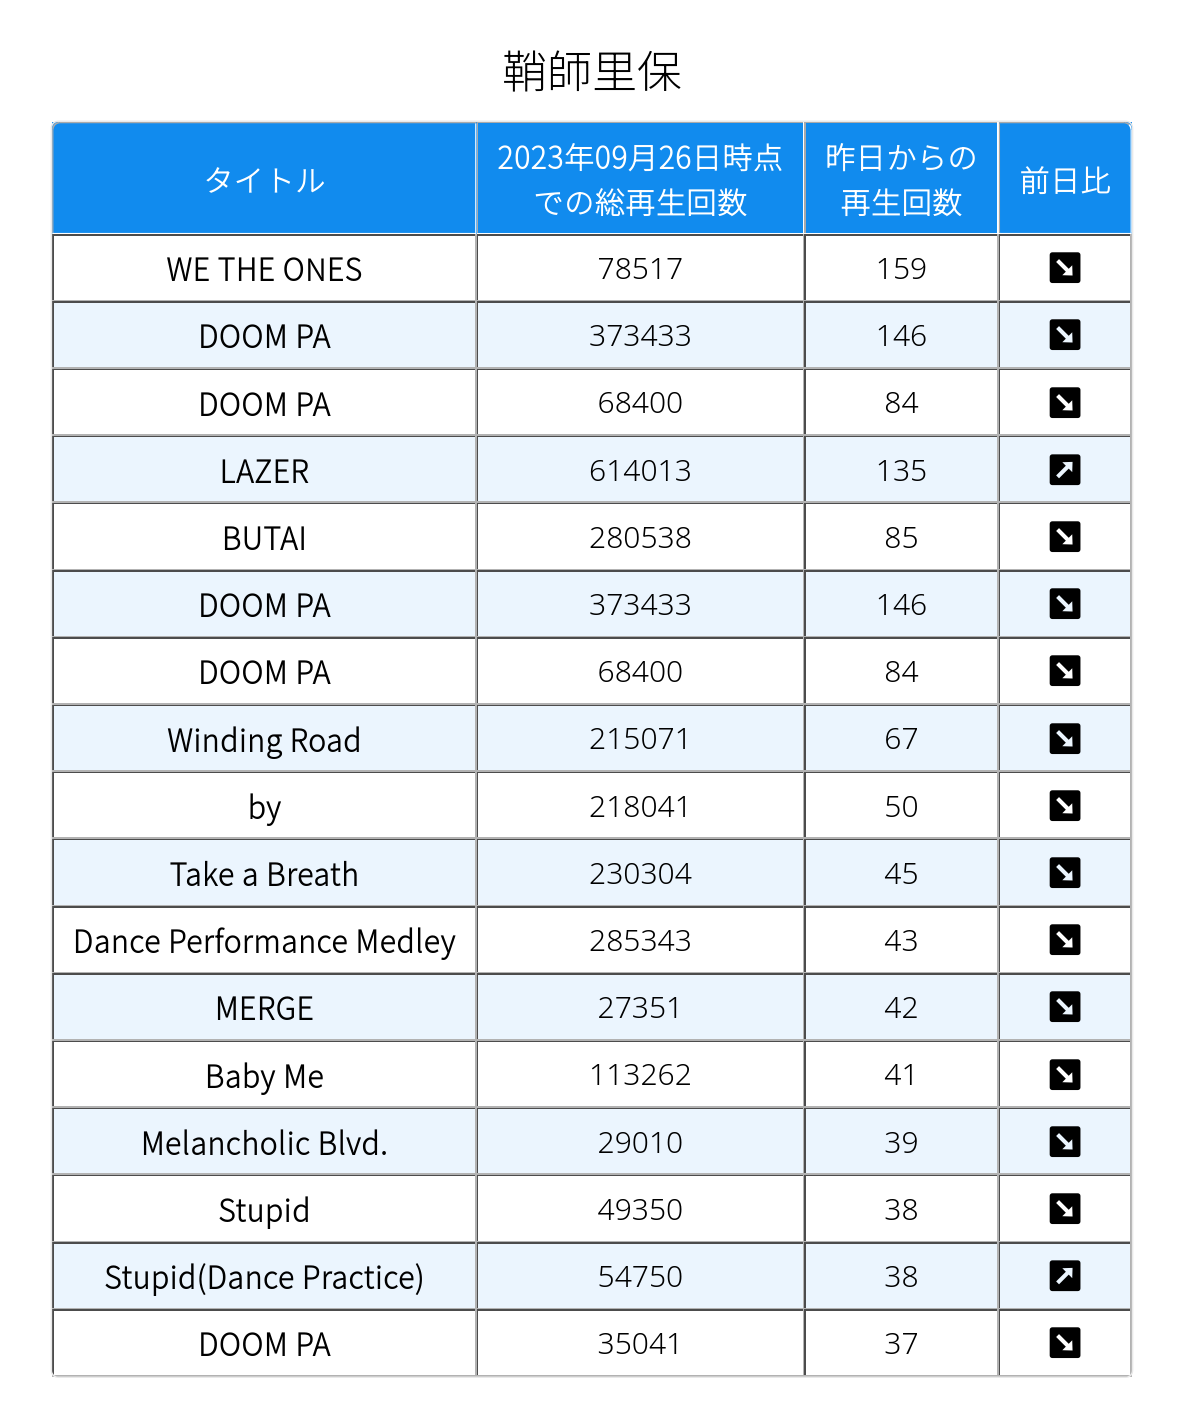 鞘師里保
タイトル 2023年09月26日時点での総再生回数 昨日からの再生回数 前日比
WE THE ONES 78517 159 ↘
DOOM PA 373433 146 ↘
DOOM PA 68400 84 ↘
LAZER 614013 135 ↗
BUTAI 280538 85 ↘
DOOM PA 373433 146 ↘
DOOM PA 68400 84 ↘
Winding Road 215071 67 ↘
by 218041 50 ↘
Take a Breath 230304 45 ↘
Dance Performance Medley 285343 43 ↘
MERGE 27351 42 ↘
Baby Me 113262 41 ↘
Melancholic Blvd. 29010 39 ↘
Stupid 49350 38 ↘
Stupid(Dance Practice) 54750 38 ↗
DOOM PA 35041 37 ↘